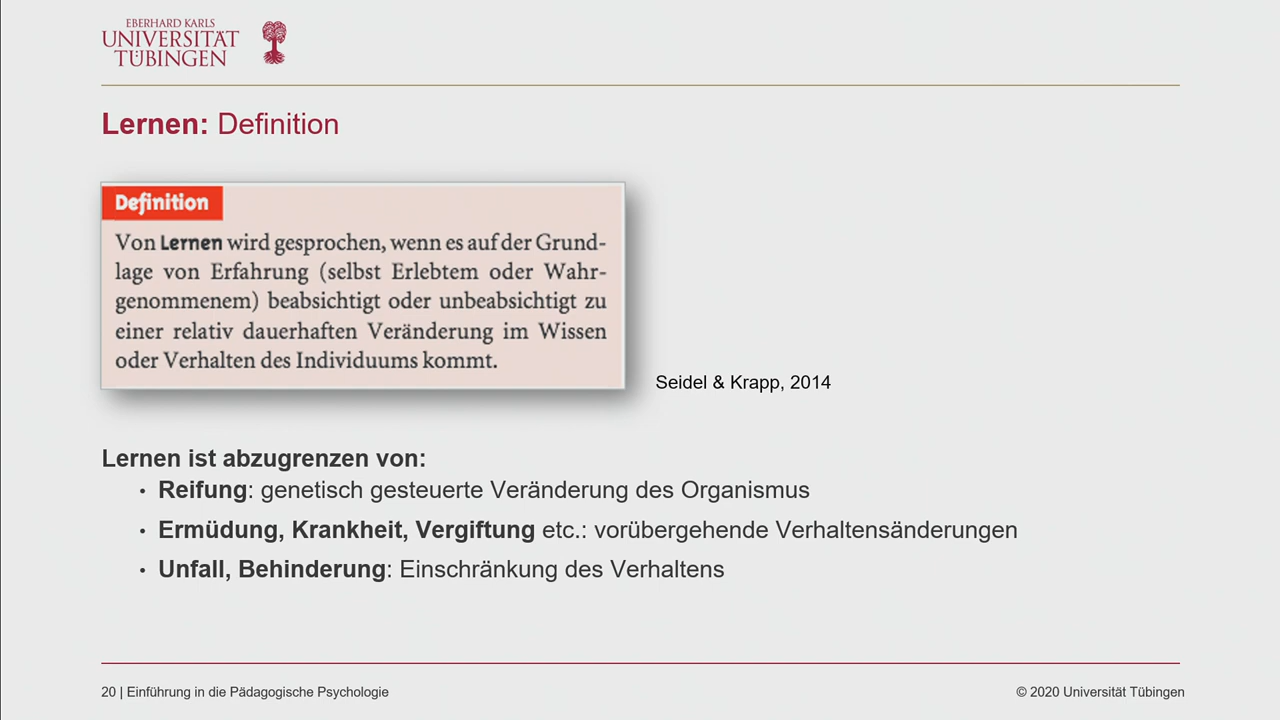 EBERHARD KARLS
UNIVERSITÄT
TÜBINGEN
Lernen: Definition
Definition
Von Lernen wird gesprochen, wenn es auf der Grund-
lage von Erfahrung (selbst Erlebtem oder Wahr-
genommenem) beabsichtigt oder unbeabsichtigt zu
einer relativ dauerhaften Veränderung im Wissen
oder Verhalten des Individuums kommt.
Seidel & Krapp, 2014
Lernen ist abzugrenzen von:
• Reifung: genetisch gesteuerte Veränderung des Organismus
• Ermüdung, Krankheit, Vergiftung etc.: vorübergehende Verhaltensänderungen
• Unfall, Behinderung: Einschränkung des Verhaltens
20 | Einführung in die Pädagogische Psychologie
© 2020 Universität Tübingen